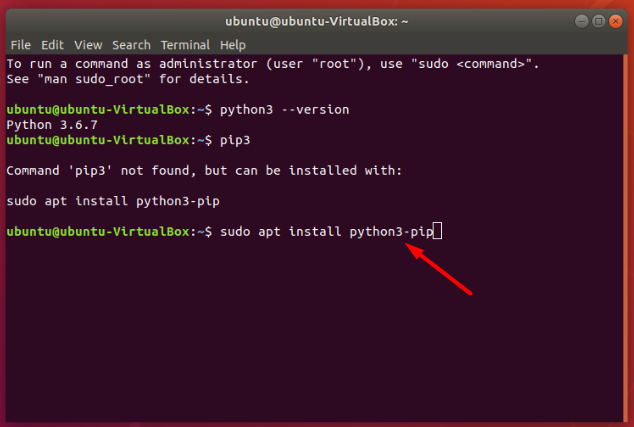 ubuntu@ubuntu-VirtualBox: ~
File Edit View Search Terminal Help
To run a command as administrator (user "root"), use "sudo <command>".
See "man sudo_root" for details.
ubuntu@ubuntu-VirtualBox:~$ python3 --version
Python 3.6.7
ubuntu@ubuntu-VirtualBox:~$ pip3
Command 'pip3' not found, but can be installed with:
sudo apt install python3-pip
ubuntu@ubuntu-VirtualBox:~$ sudo apt install python3-pip